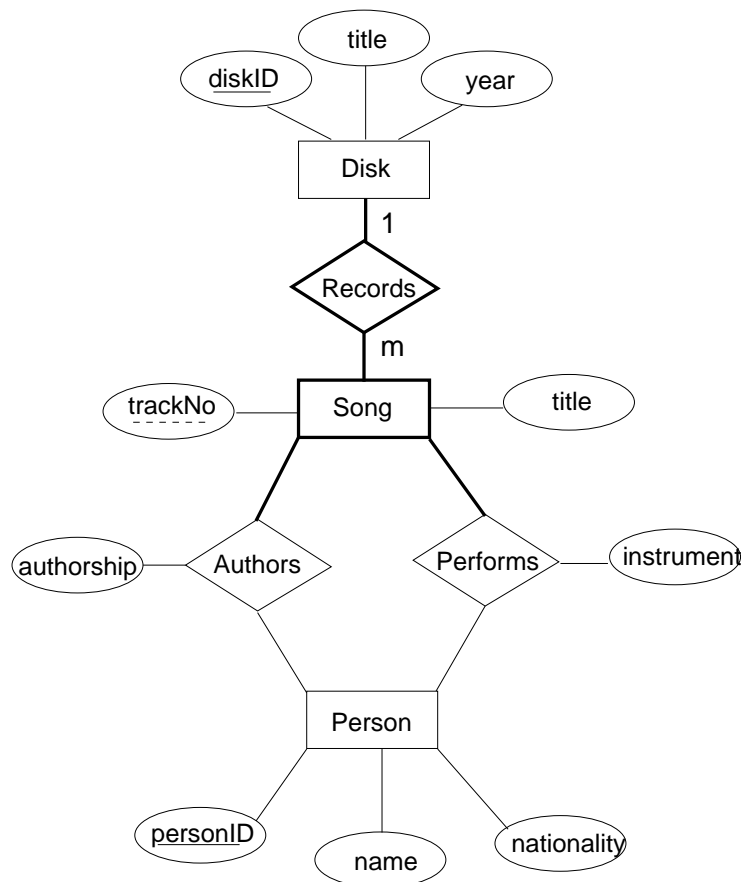 title
diskID
year
Disk
1
Records
m
trackNo
Song
title
authorship
Authors
Performs
instrument
Person
personID
name
nationality